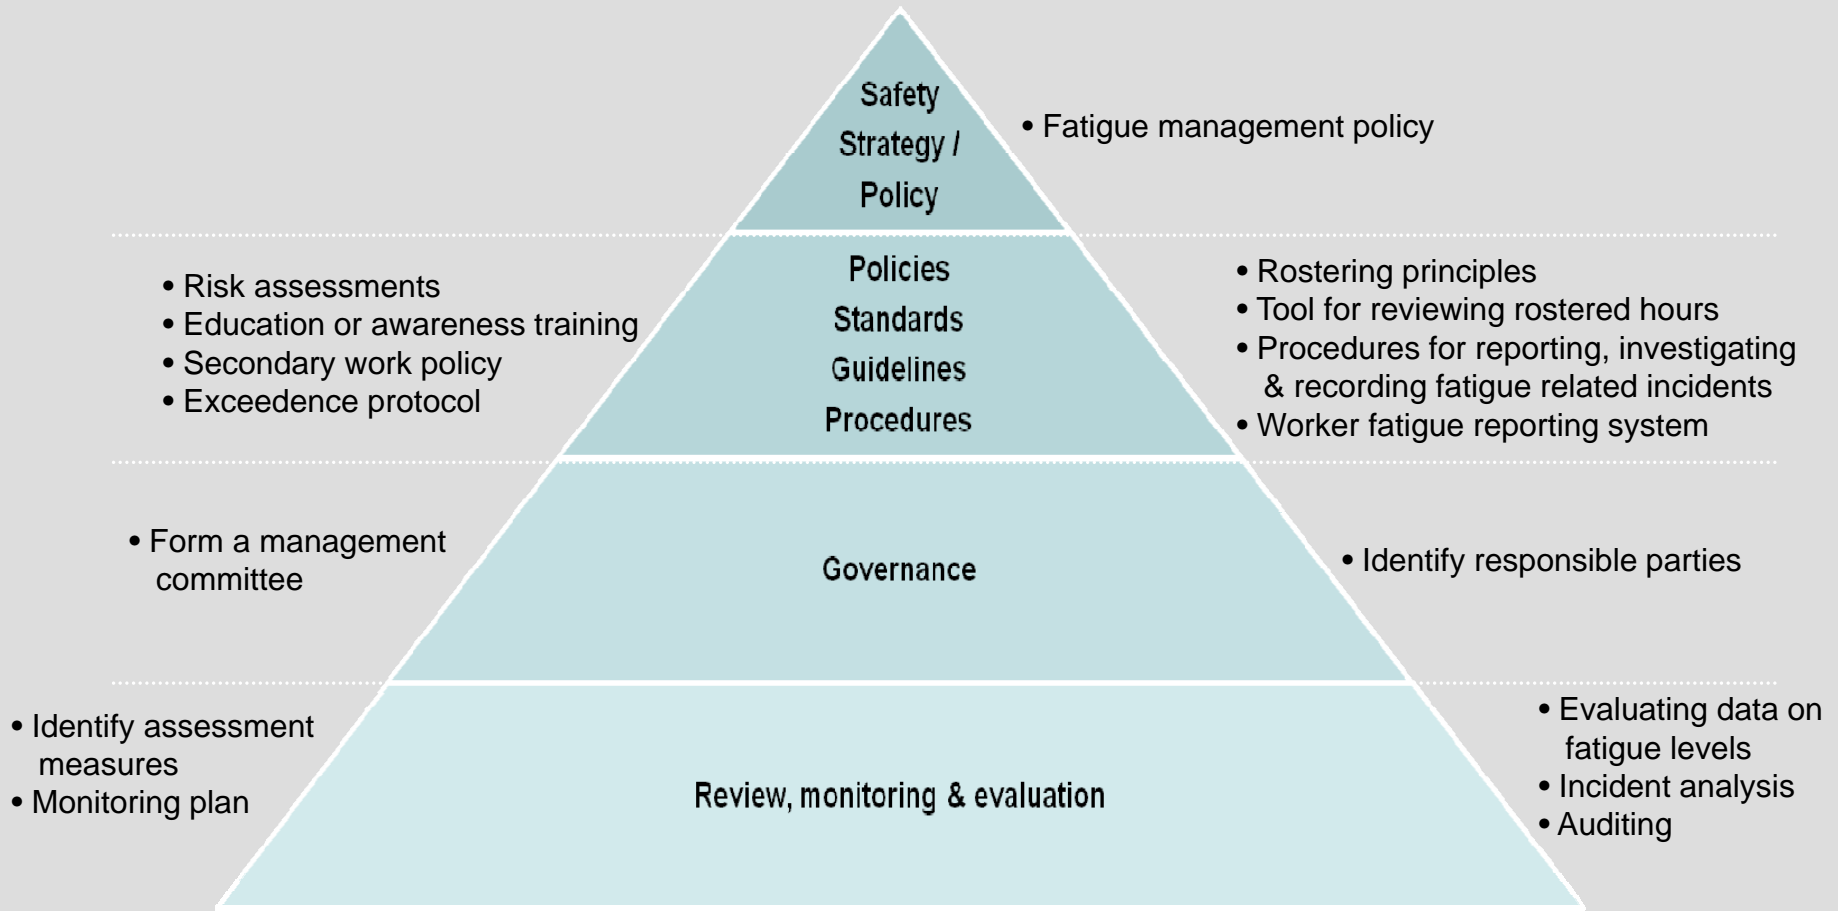 Safety
Strategy /
Policy
• Fatigue management policy
• Risk assessments
• Education or awareness training
• Secondary work policy
• Exceedence protocol
Policies
Standards
Guidelines
Procedures
• Rostering principles
• Tool for reviewing rostered hours
• Procedures for reporting, investigating
& recording fatigue related incidents
• Worker fatigue reporting system
• Form a management
committee
Governance
• Identify responsible parties
• Identify assessment
measures
• Monitoring plan
Review, monitoring & evaluation
• Evaluating data on
fatigue levels
• Incident analysis
• Auditing